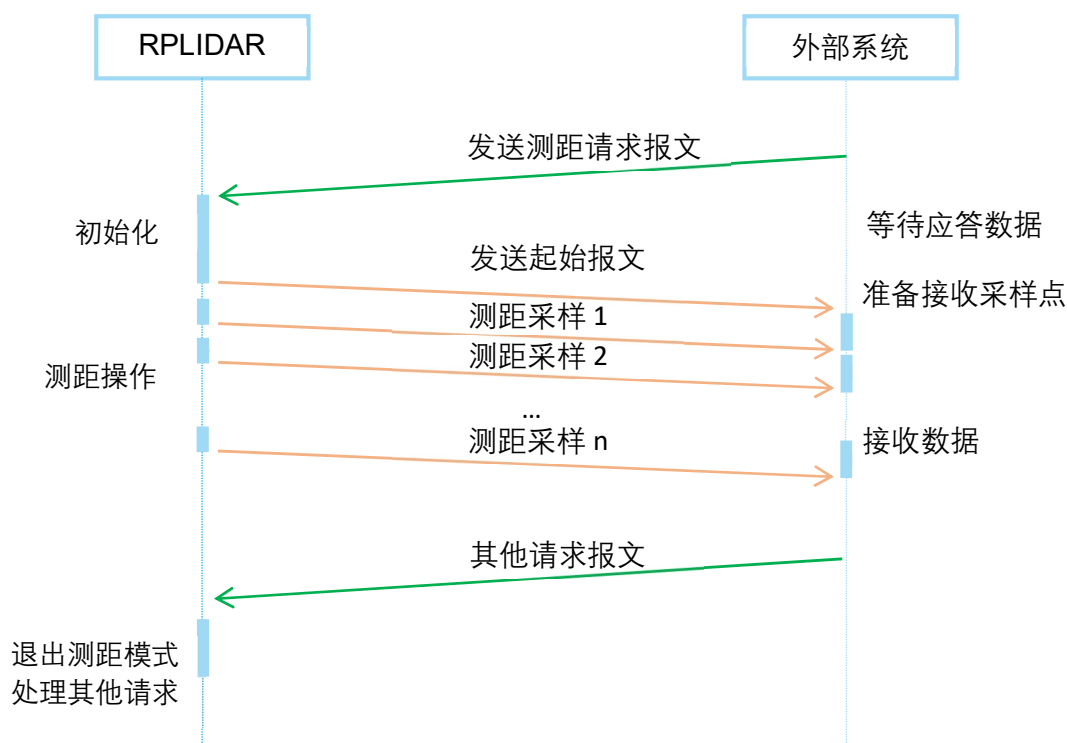 RPLIDAR
外部系统
发送测距请求报文
初始化
等待应答数据
发送起始报文
准备接收采样点
测距采样 1
测距采样 2
测距操作
...
测距采样 n
接收数据
其他请求报文
退出测距模式
处理其他请求